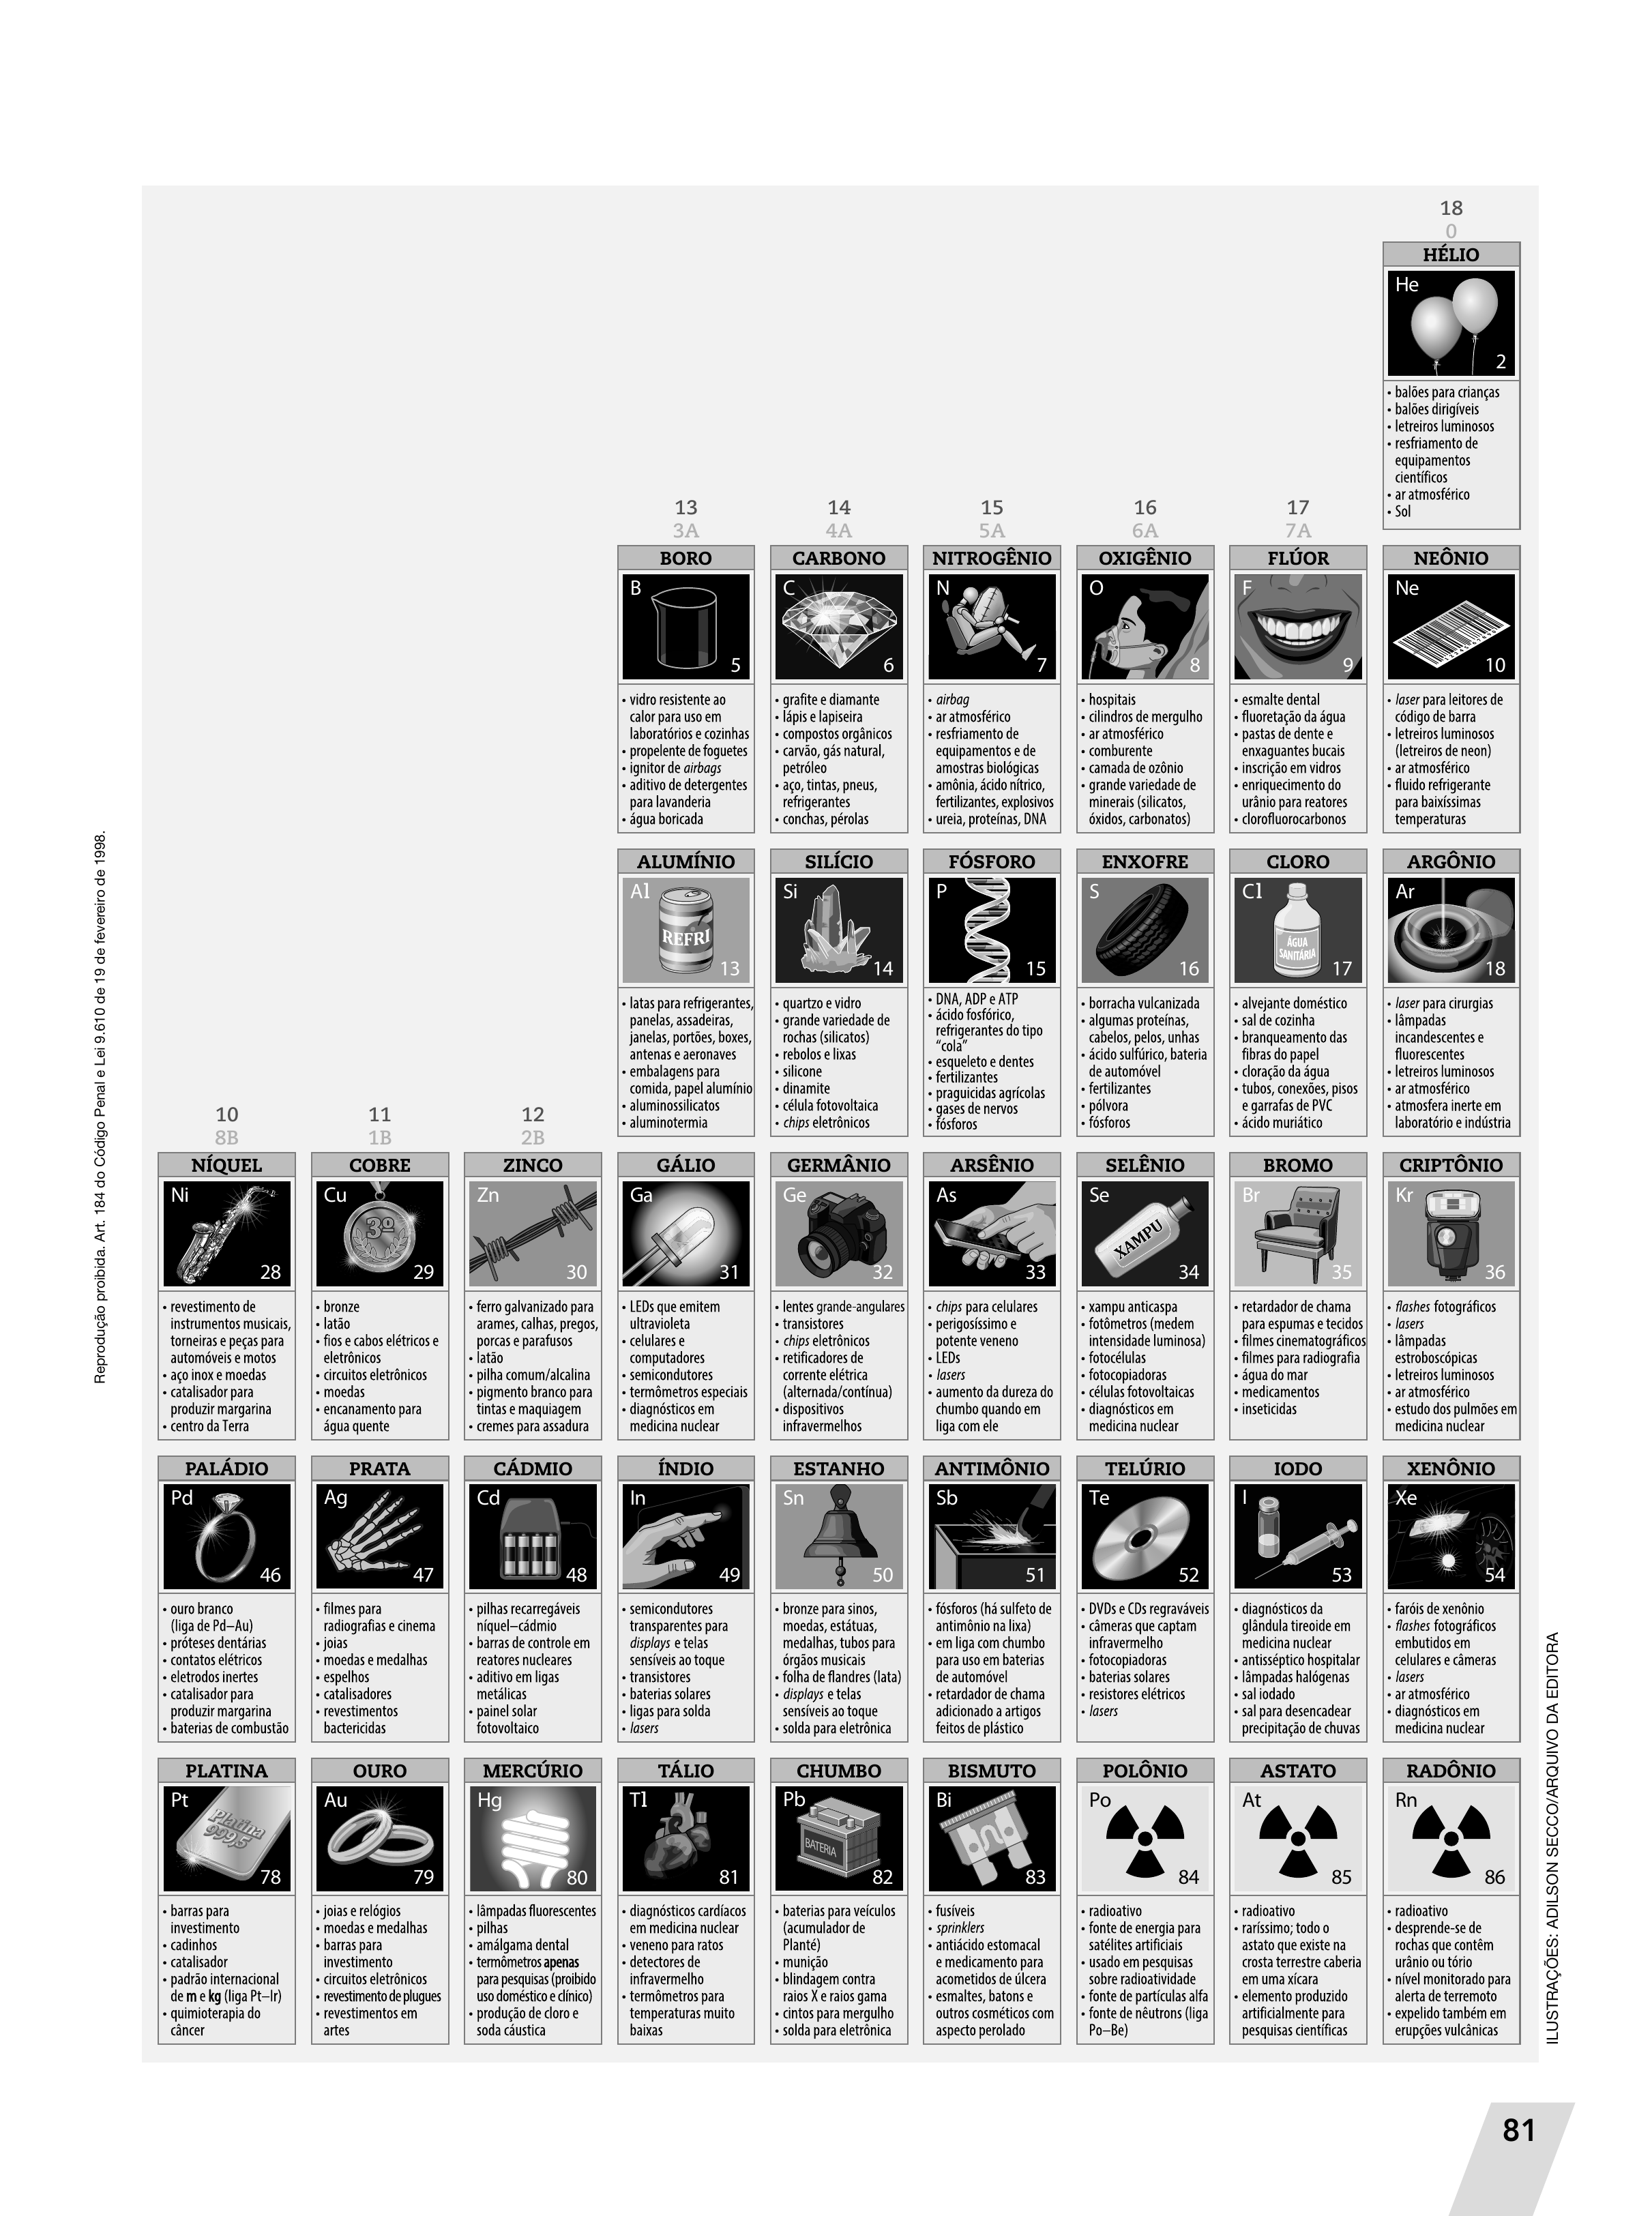 Reprodução proibida. Art. 184 do Código Penal e Lei 9.610 de 19 de fevereiro de 1998.
18
0
HÉLIO
He
2
• balões para crianças
• balões dirigíveis
• letreiros luminosos
• resfriamento de
equipamentos
científicos
• ar atmosférico
• Sol
13
3A
14
4A
15
5A
16
6A
17
7A
BORO
B
5
• vidro resistente ao
calor para uso em
laboratórios e cozinhas
• propelente de foguetes
• ignitor de airbags
• aditivo de detergentes
para lavanderia
• água boricada
CARBONO
C
6
• grafite e diamante
• lápis e lapiseira
• compostos orgânicos
• carvão, gás natural,
petróleo
• aço, tintas, pneus,
refrigerantes
• conchas, pérolas
NITROGÊNIO
N
7
• airbag
• ar atmosférico
• resfriamento de
equipamentos e de
amostras biológicas
• amônia, ácido nítrico,
fertilizantes, explosivos
• ureia, proteínas, DNA
OXIGÊNIO
O
8
• hospitais
• cilindros de mergulho
• ar atmosférico
• comburente
• camada de ozônio
• grande variedade de
minerais (silicatos,
óxidos, carbonatos)
FLÚOR
F
9
• esmalte dental
• fluoretação da água
• pastas de dente e
enxaguantes bucais
• inscrição em vidros
• enriquecimento do
urânio para reatores
• clorofluorocarbonos
NEÔNIO
Ne
10
• laser para leitores de
código de barra
• letreiros luminosos
(letreiros de neon)
• ar atmosférico
• fluido refrigerante
para baixíssimas
temperaturas
ALUMÍNIO
Al
REFRI
13
• latas para refrigerantes,
panelas, assadeiras,
janelas, portões, boxes,
antenas e aeronaves
• embalagens para
comida, papel alumínio
• aluminossilicatos
• aluminotermia
SILÍCIO
Si
14
• quartzo e vidro
• grande variedade de
rochas (silicatos)
• rebolos e lixas
• silicone
• dinamite
• célula fotovoltaica
• chips eletrônicos
FÓSFORO
P
15
• DNA, ADP e ATP
• ácido fosfórico,
refrigerantes do tipo
“cola”
• esqueleto e dentes
• fertilizantes
• praguicidas agrícolas
• gases de nervos
• fósforos
ENXOFRE
S
16
• borracha vulcanizada
• algumas proteínas,
cabelos, pelos, unhas
• ácido sulfúrico, bateria
de automóvel
• fertilizantes
• pólvora
• fósforos
CLORO
Cl
ÁGUA
SANITÁRIA
17
• alvejante doméstico
• sal de cozinha
• branqueamento das
fibras do papel
• cloração da água
• tubos, conexões, pisos
e garrafas de PVC
• ácido muriático
ARGÔNIO
Ar
18
• laser para cirurgias
• lâmpadas
incandescentes e
fluorescentes
• letreiros luminosos
• ar atmosférico
• atmosfera inerte em
laboratório e indústria
10
8B
11
1B
12
2B
NÍQUEL
Ni
28
• revestimento de
instrumentos musicais,
torneiras e peças para
automóveis e motos
• aço inox e moedas
• catalisador para
produzir margarina
• centro da Terra
COBRE
Cu
3º
29
• bronze
• latão
• fios e cabos elétricos e
eletrônicos
• circuitos eletrônicos
• moedas
• encanamento para
água quente
ZINCO
Zn
30
• ferro galvanizado para
arames, calhas, pregos,
porcas e parafusos
• latão
• pilha comum/alcalina
• pigmento branco para
tintas e maquiagem
• cremes para assadura
GÁLIO
Ga
31
• LEDs que emitem
ultravioleta
• celulares e
computadores
• semicondutores
• termômetros especiais
• diagnósticos em
medicina nuclear
GERMÂNIO
Ge
32
• lentes grande-angulares
• transistores
• chips eletrônicos
• retificadores de
corrente elétrica
(alternada/contínua)
• dispositivos
infravermelhos
ARSÊNIO
As
33
• chips para celulares
• perigosíssimo e
potente veneno
• LEDs
• lasers
• aumento da dureza do
chumbo quando em
liga com ele
SELÊNIO
Se
XAMPU
34
• xampu anticaspa
• fotômetros (medem
intensidade luminosa)
• fotocélulas
• fotocopiadoras
• células fotovoltaicas
• diagnósticos em
medicina nuclear
BROMO
Br
35
• retardador de chama
para espumas e tecidos
• filmes cinematográficos
• filmes para radiografia
• água do mar
• medicamentos
• inseticidas
CRIPTÔNIO
Kr
36
• flashes fotográficos
• lasers
• lâmpadas
estroboscópicas
• letreiros luminosos
• ar atmosférico
• estudo dos pulmões em
medicina nuclear
PALÁDIO
Pd
46
• ouro branco
(liga de Pd–Au)
• próteses dentárias
• contatos elétricos
• eletrodos inertes
• catalisador para
produzir margarina
• baterias de combustão
PRATA
Ag
47
• filmes para
radiografias e cinema
• joias
• moedas e medalhas
• espelhos
• catalisadores
• revestimentos
bactericidas
CÁDMIO
Cd
48
• pilhas recarregáveis
níquel–cádmio
• barras de controle em
reatores nucleares
• aditivo em ligas
metálicas
• painel solar
fotovoltaico
ÍNDIO
In
49
• semicondutores
transparentes para
displays e telas
sensíveis ao toque
• transistores
• baterias solares
• ligas para solda
• lasers
ESTANHO
Sn
50
• bronze para sinos,
moedas, estátuas,
medalhas, tubos para
órgãos musicais
• folha de flandres (lata)
• displays e telas
sensíveis ao toque
• solda para eletrônica
ANTIMÔNIO
Sb
51
• fósforos (há sulfeto de
antimônio na lixa)
• em liga com chumbo
para uso em baterias
de automóvel
• retardador de chama
adicionado a artigos
feitos de plástico
TELÚRIO
Te
52
• DVDs e CDs regraváveis
• câmeras que captam
infravermelho
• fotocopiadoras
• baterias solares
• resistores elétricos
• lasers
IODO
I
53
• diagnósticos da
glândula tireoide em
medicina nuclear
• antisséptico hospitalar
• lâmpadas halógenas
• sal iodado
• sal para desencadear
precipitação de chuvas
XENÔNIO
Xe
54
• faróis de xenônio
• flashes fotográficos
embutidos em
celulares e câmeras
• lasers
• ar atmosférico
• diagnósticos em
medicina nuclear
PLATINA
Pt
Platina
999,5
78
• barras para
investimento
• cadinhos
• catalisador
• padrão internacional
de m e kg (liga Pt–Ir)
• quimioterapia do
câncer
OURO
Au
79
• joias e relógios
• moedas e medalhas
• barras para
investimento
• circuitos eletrônicos
• revestimento de plugues
• revestimentos em
artes
MERCÚRIO
Hg
80
• lâmpadas fluorescentes
• pilhas
• amálgama dental
• termômetros apenas
para pesquisas (proibido
uso doméstico e clínico)
• produção de cloro e
soda cáustica
TÁLIO
Tl
81
• diagnósticos cardíacos
em medicina nuclear
• veneno para ratos
• detectores de
infravermelho
• termômetros para
temperaturas muito
baixas
CHUMBO
Pb
BATERIA
82
• baterias para veículos
(acumulador de
Planté)
• munição
• blindagem contra
raios X e raios gama
• cintos para mergulho
• solda para eletrônica
BISMUTO
Bi
83
• fusíveis
• sprinklers
• antiácido estomacal
e medicamento para
acometidos de úlcera
• esmaltes, batons e
outros cosméticos com
aspecto perolado
POLÔNIO
Po
84
• radioativo
• fonte de energia para
satélites artificiais
• usado em pesquisas
sobre radioatividade
• fonte de partículas alfa
• fonte de nêutrons (liga
Po–Be)
ASTATO
At
85
• radioativo
• raríssimo; todo o
astato que existe na
crosta terrestre caberia
em uma xícara
• elemento produzido
artificialmente para
pesquisas científicas
RADÔNIO
Rn
86
• radioativo
• desprende-se de
rochas que contêm
urânio ou tório
• nível monitorado para
alerta de terremoto
• expelido também em
erupções vulcânicas
ILUSTRAÇÕES: ADILSON SECCO/ARQUIVO DA EDITORA
81